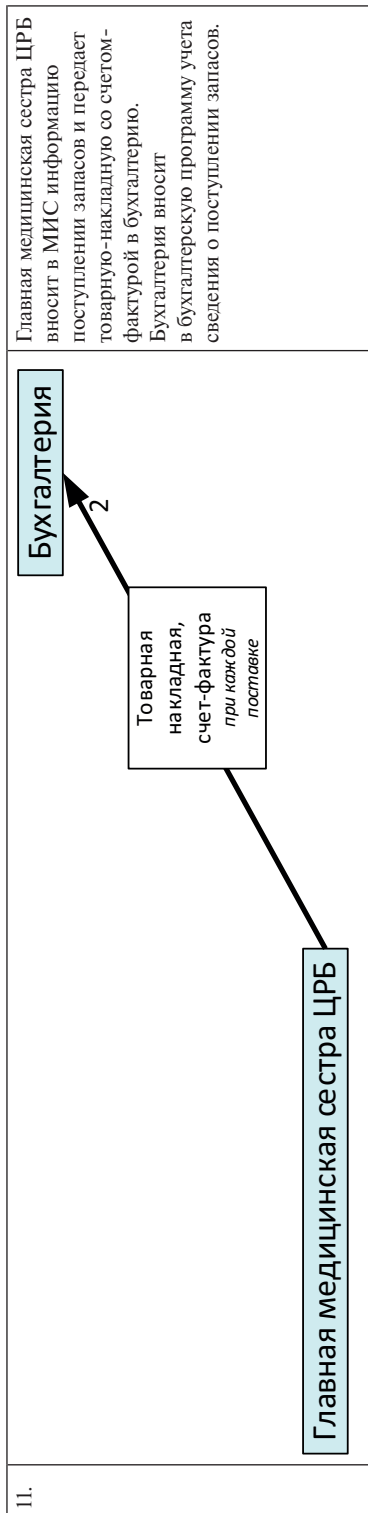 11.
Главная медицинская сестра ЦРБ
Товарная
накладная,
счет-фактура
при каждой
поставке
2
Бухгалтерия
Главная медицинская сестра ЦРБ
вносит в МИС информацию
поступлении запасов и передает
товарную-накладную со счетом-
фактурой в бухгалтерию.
Бухгалтерия вносит
в бухгалтерскую программу учета
сведения о поступлении запасов.